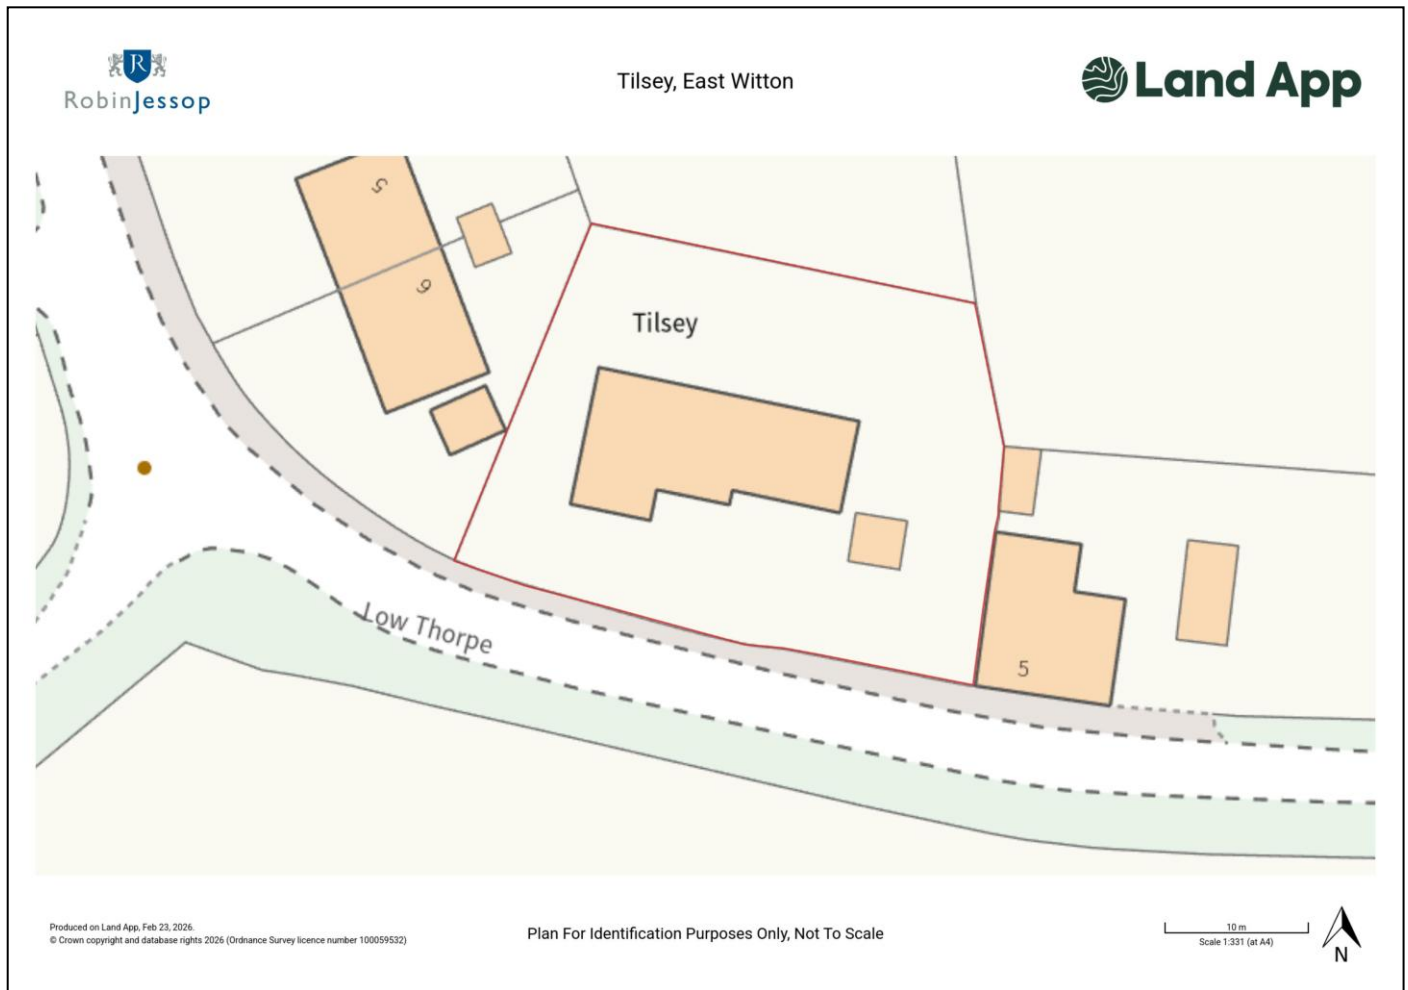 RobinJessop
Tilsey, East Witton
Land App
5
6
Tilsey
Low Thorpe
5
Produced on Land App, Feb 23, 2026.
© Crown copyright and database rights 2026 (Ordnance Survey licence number 100059532)
Plan For Identification Purposes Only, Not To Scale
10 m
Scale 1:331 (at A4)
N